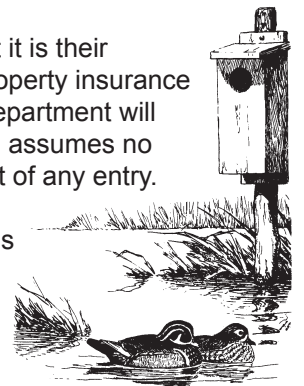 it is their
operty insurance
epartment will
assumes no
t of any entry.
s